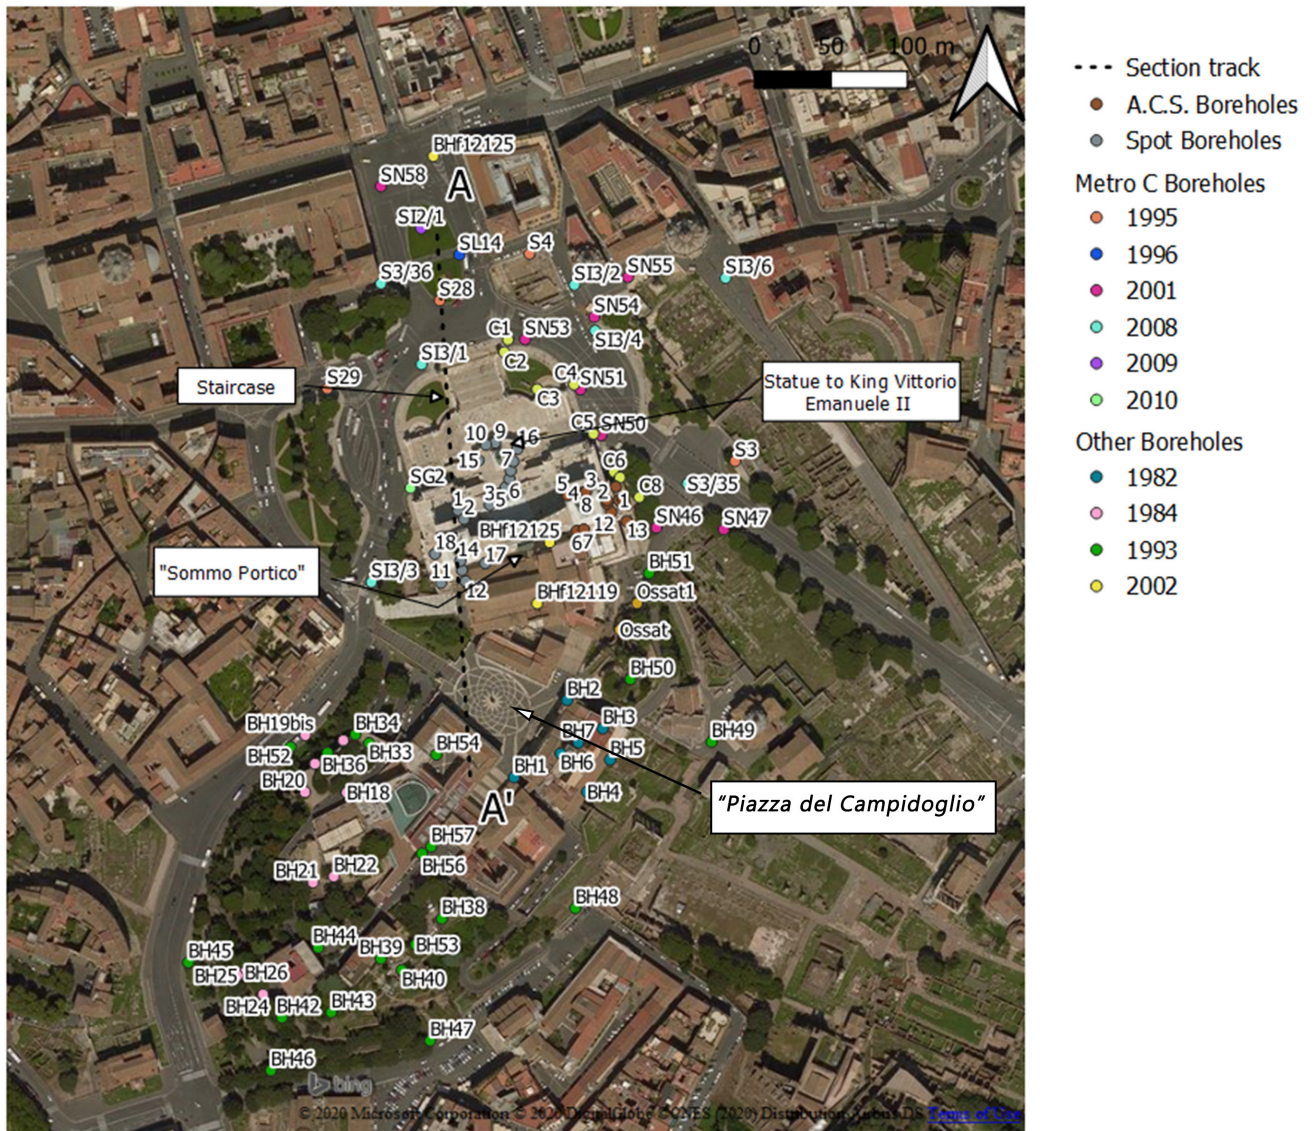 0 50 100 m
BHf12125
SN58
A
SI2/1
SL14
S4
S3/36
SI3/2
SN55
SI3/6
S28
SN54
C1
SN53
SI3/4
SI3/1
C2
Staircase
S29
C4
SN51
C3
Statue to King Vittorio
Emanuele II
10
9
16
C5
SN50
15
7
C6
S3
SG2
6
5
3
4
2
C8
S3/35
1
2
3
5
8
1
BHf12125
12
13
SN46
SN47
18
14
17
67
"Sommo Portico"
SI3/3
11
12
BH51
BHf12119
Ossat1
Ossat
BH50
BH2
BH19bis
BH34
BH3
BH52
BH33
BH54
BH7
BH49
BH36
BH5
BH20
BH18
BH1
BH6
BH4
A'
“Piazza del Campidoglio”
BH57
BH21
BH22
BH56
BH38
BH48
BH45
BH44
BH39
BH53
BH25
BH26
BH40
BH24
BH42
BH43
BH47
BH46
bing
© 2020 Microsoft Corporation © 2020 DigitalGlobe ©CNES (2020) Distribution Airbus DS Terms of Use
Section track
A.C.S. Boreholes
Spot Boreholes
Metro C Boreholes
1995
1996
2001
2008
2009
2010
Other Boreholes
1982
1984
1993
2002